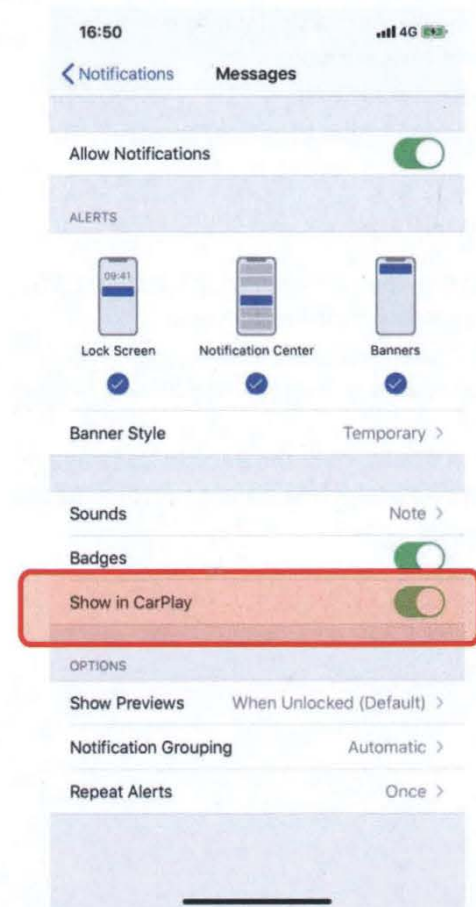 16:50 4G
Notifications Messages
Allow Notifications
ALERTS
09:41
Lock Screen Notification Center Banners
Banner Style Temporary
Sounds Note
Badges
Show in CarPlay
OPTIONS
Show Previews When Unlocked (Default)
Notification Grouping Automatic
Repeat Alerts Once